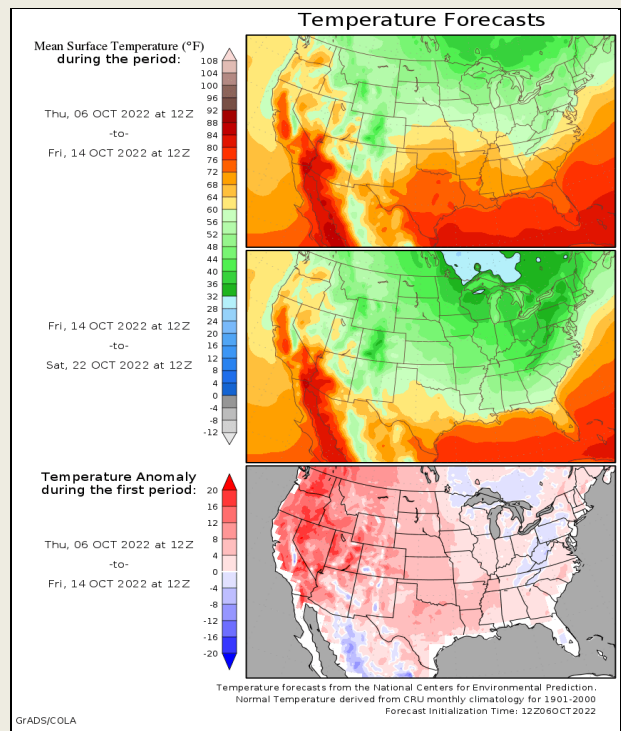 Temperature Forecasts
Mean Surface Temperature (°F)
during the period:
Thu, 06 OCT 2022 at 12Z
-to-
Fri, 14 OCT 2022 at 12Z
108
104
100
96
92
88
84
80
76
72
68
64
60
56
52
48
44
40
36
32
28
24
20
16
12
8
4
0
-4
-8
-12
Fri, 14 OCT 2022 at 12Z
-to-
Sat, 22 OCT 2022 at 12Z
Temperature Anomaly
during the first period:
Thu, 06 OCT 2022 at 12Z
-to-
Fri, 14 OCT 2022 at 12Z
20
16
12
8
4
0
-4
-8
-12
-16
-20
Temperature forecasts from the National Centers for Environmental Prediction.
Normal Temperature derived from CRU monthly climatology for 1901-2000
Forecast Initialization Time: 12Z06OCT2022
GrADS/COLA